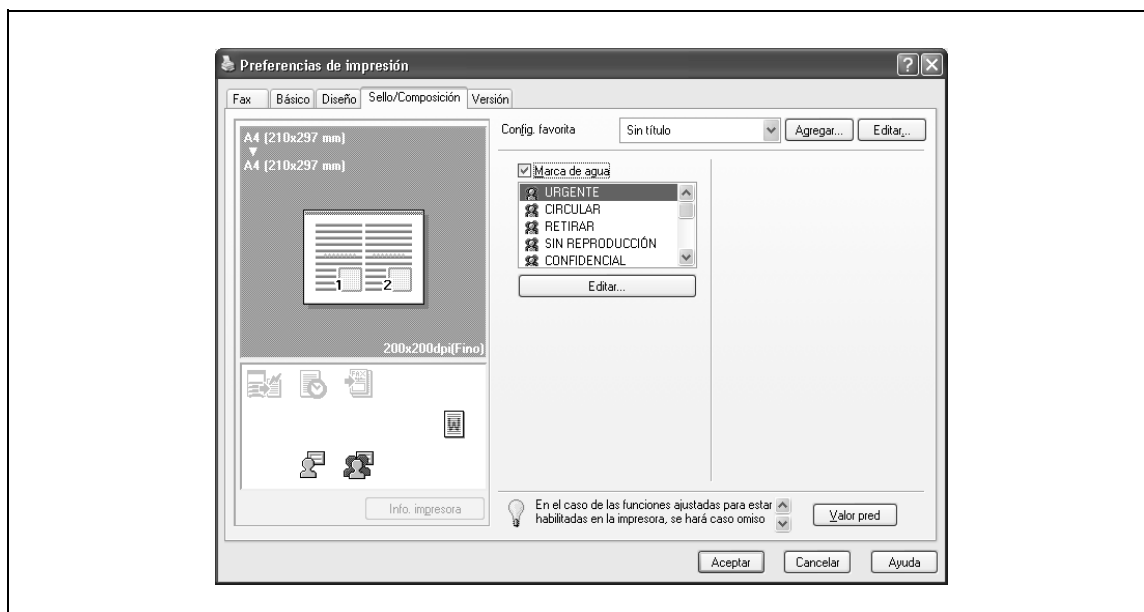 Preferencias de impresión
Fax Básico Diseño Sello/Composición Versión
A4 (210x297 mm)
A4 (210x297 mm)
1 2
200x200dpi(Fino)
FAX
W
Info. impresora
Config. favorita Sin título Agregar... Editar...
Marca de agua
URGENTE
CIRCULAR
RETIRAR
SIN REPRODUCCIÓN
CONFIDENCIAL
Editar...
En el caso de las funciones ajustadas para estar
habilitadas en la impresora, se hará caso omiso
Valor pred
Aceptar Cancelar Ayuda